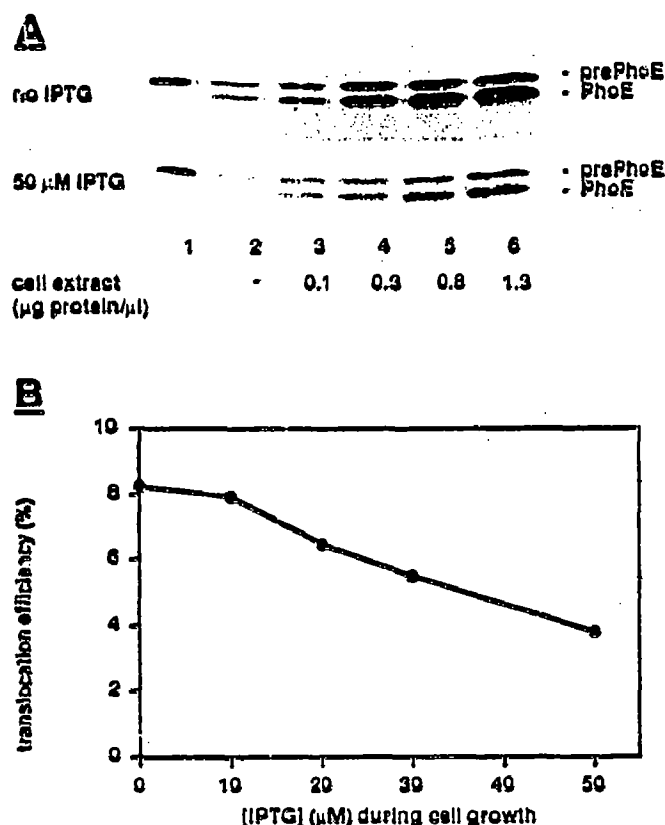 A
no IPTG
- prePhoE
- PhoE
50 µM IPTG
- prePhoE
- PhoE
1 2 3 4 5 6
cell extract - 0.1 0.3 0.8 1.3
(µg protein/µl)
B
translocation efficiency (%)
10
8
6
4
2
0
0 10 20 30 40 50
[IPTG] (µM) during cell growth